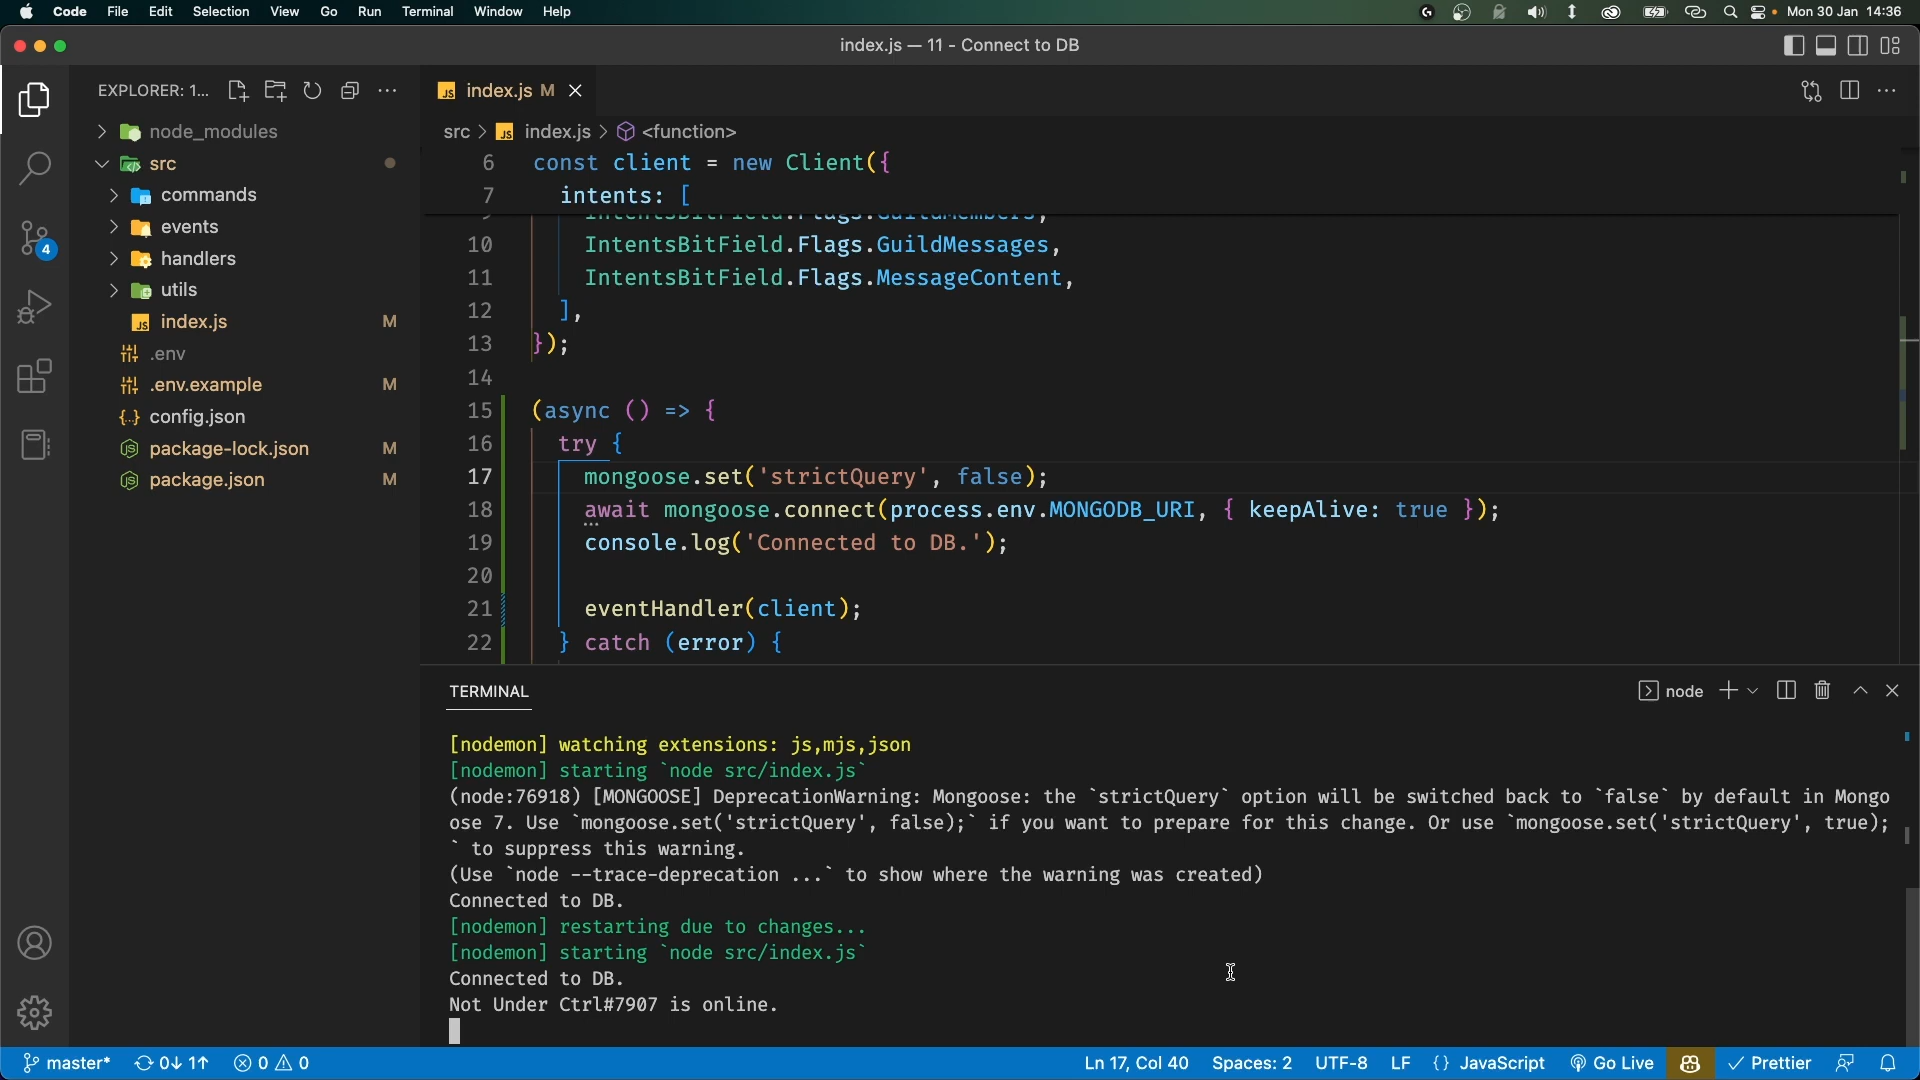 Code File Edit Selection View Go Run Terminal Window Help Mon 30 Jan 14:36
index.js — 11 - Connect to DB
EXPLORER: 1...
node_modules
src
commands
events
handlers
utils
index.js M
.env
.env.example M
config.json
package-lock.json M
package.json M
4
index.js M
src > index.js > <function>
6 const client = new Client({
7 intents: [
IntentsBitField.Flags.GuildMembers,
10 IntentsBitField.Flags.GuildMessages,
11 IntentsBitField.Flags.MessageContent,
12 ],
13 });
14
15 (async () => {
16 try {
17 mongoose.set('strictQuery', false);
18 await mongoose.connect(process.env.MONGODB_URI, { keepAlive: true });
19 console.log('Connected to DB.');
20
21 eventHandler(client);
22 } catch (error) {
TERMINAL
node
[nodemon] watching extensions: js,mjs,json
[nodemon] starting `node src/index.js`
(node:76918) [MONGOOSE] DeprecationWarning: Mongoose: the `strictQuery` option will be switched back to `false` by default in Mongo
ose 7. Use `mongoose.set('strictQuery', false);` if you want to prepare for this change. Or use `mongoose.set('strictQuery', true);
` to suppress this warning.
(Use `node --trace-deprecation ...` to show where the warning was created)
Connected to DB.
[nodemon] restarting due to changes...
[nodemon] starting `node src/index.js`
Connected to DB.
Not Under Ctrl#7907 is online.
master* 0↓ 1↑ 0 0 Ln 17, Col 40 Spaces: 2 UTF-8 LF {} JavaScript Go Live Prettier